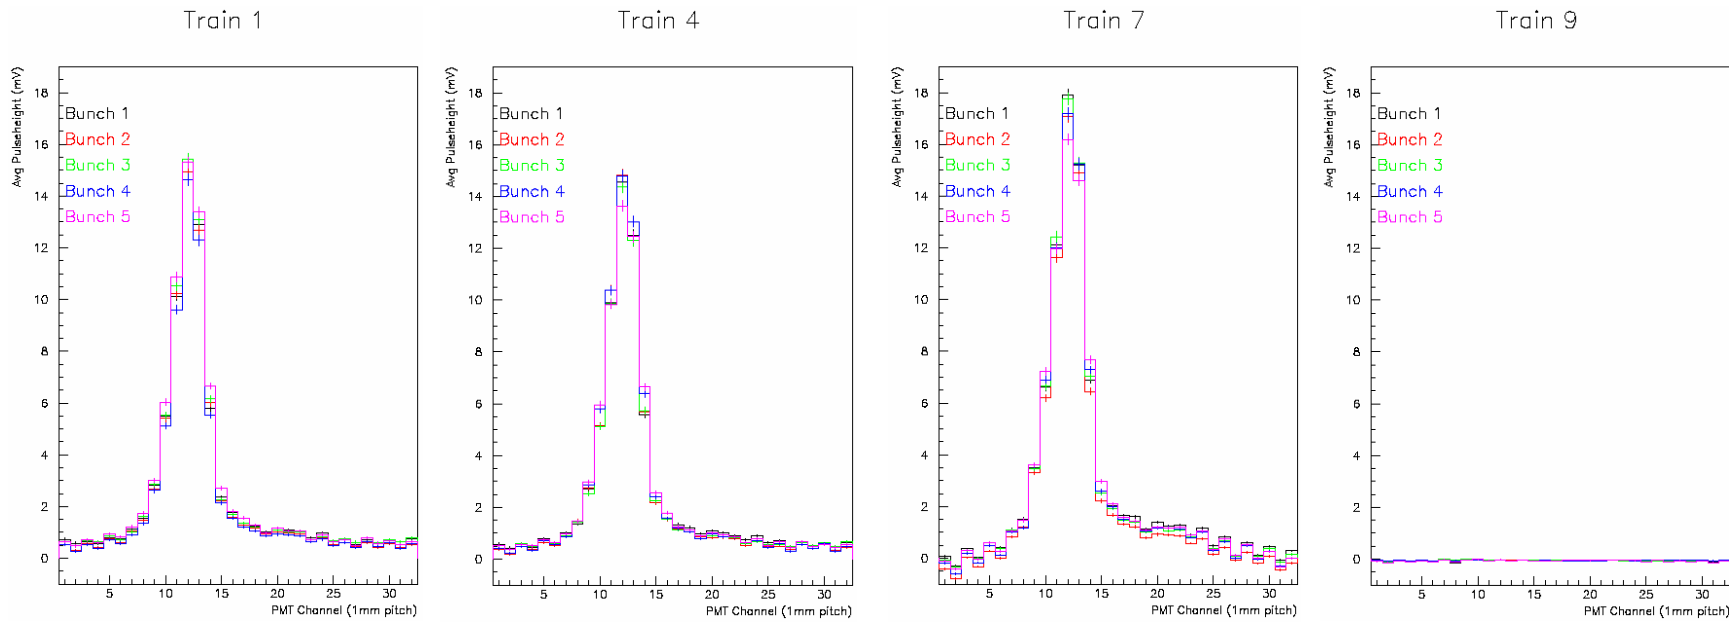 Train 1
Avg Pulseheight (mV)
18
16
14
12
10
8
6
4
2
0
Bunch 1
Bunch 2
Bunch 3
Bunch 4
Bunch 5
5
10
15
20
25
30
PMT Channel (1mm pitch)
Train 4
Avg Pulseheight (mV)
18
16
14
12
10
8
6
4
2
0
Bunch 1
Bunch 2
Bunch 3
Bunch 4
Bunch 5
5
10
15
20
25
30
PMT Channel (1mm pitch)
Train 7
Avg Pulseheight (mV)
18
16
14
12
10
8
6
4
2
0
Bunch 1
Bunch 2
Bunch 3
Bunch 4
Bunch 5
5
10
15
20
25
30
PMT Channel (1mm pitch)
Train 9
Avg Pulseheight (mV)
18
16
14
12
10
8
6
4
2
0
Bunch 1
Bunch 2
Bunch 3
Bunch 4
Bunch 5
5
10
15
20
25
30
PMT Channel (1mm pitch)